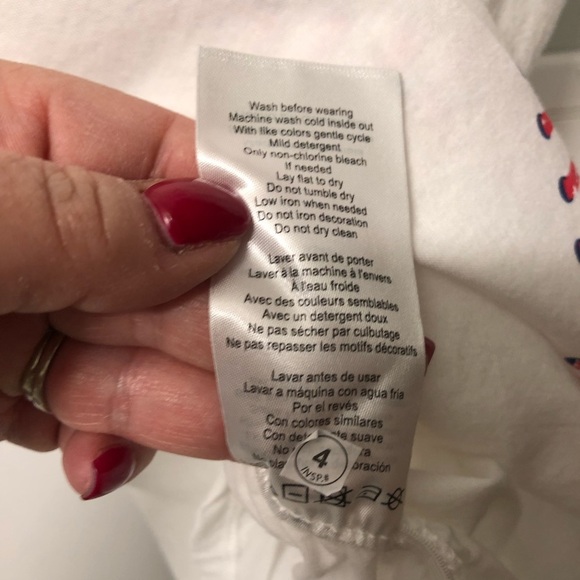 Wash before wearing
Machine wash cold inside out
With like colors gentle cycle
Mild detergent
Only non-chlorine bleach
If needed
Lay flat to dry
Do not tumble dry
Low iron when needed
Do not iron decoration
Do not dry clean
Laver avant de porter
Laver à la machine à l'envers
À l'eau froide
Avec des couleurs semblables
Avec un detergent doux
Ne pas sécher par culbutage
Ne pas repasser les motifs décoratifs
Lavar antes de usar
Lavar a máquina con agua fria
Por el revés
Con colores similares
Con suave
4
INSP.#